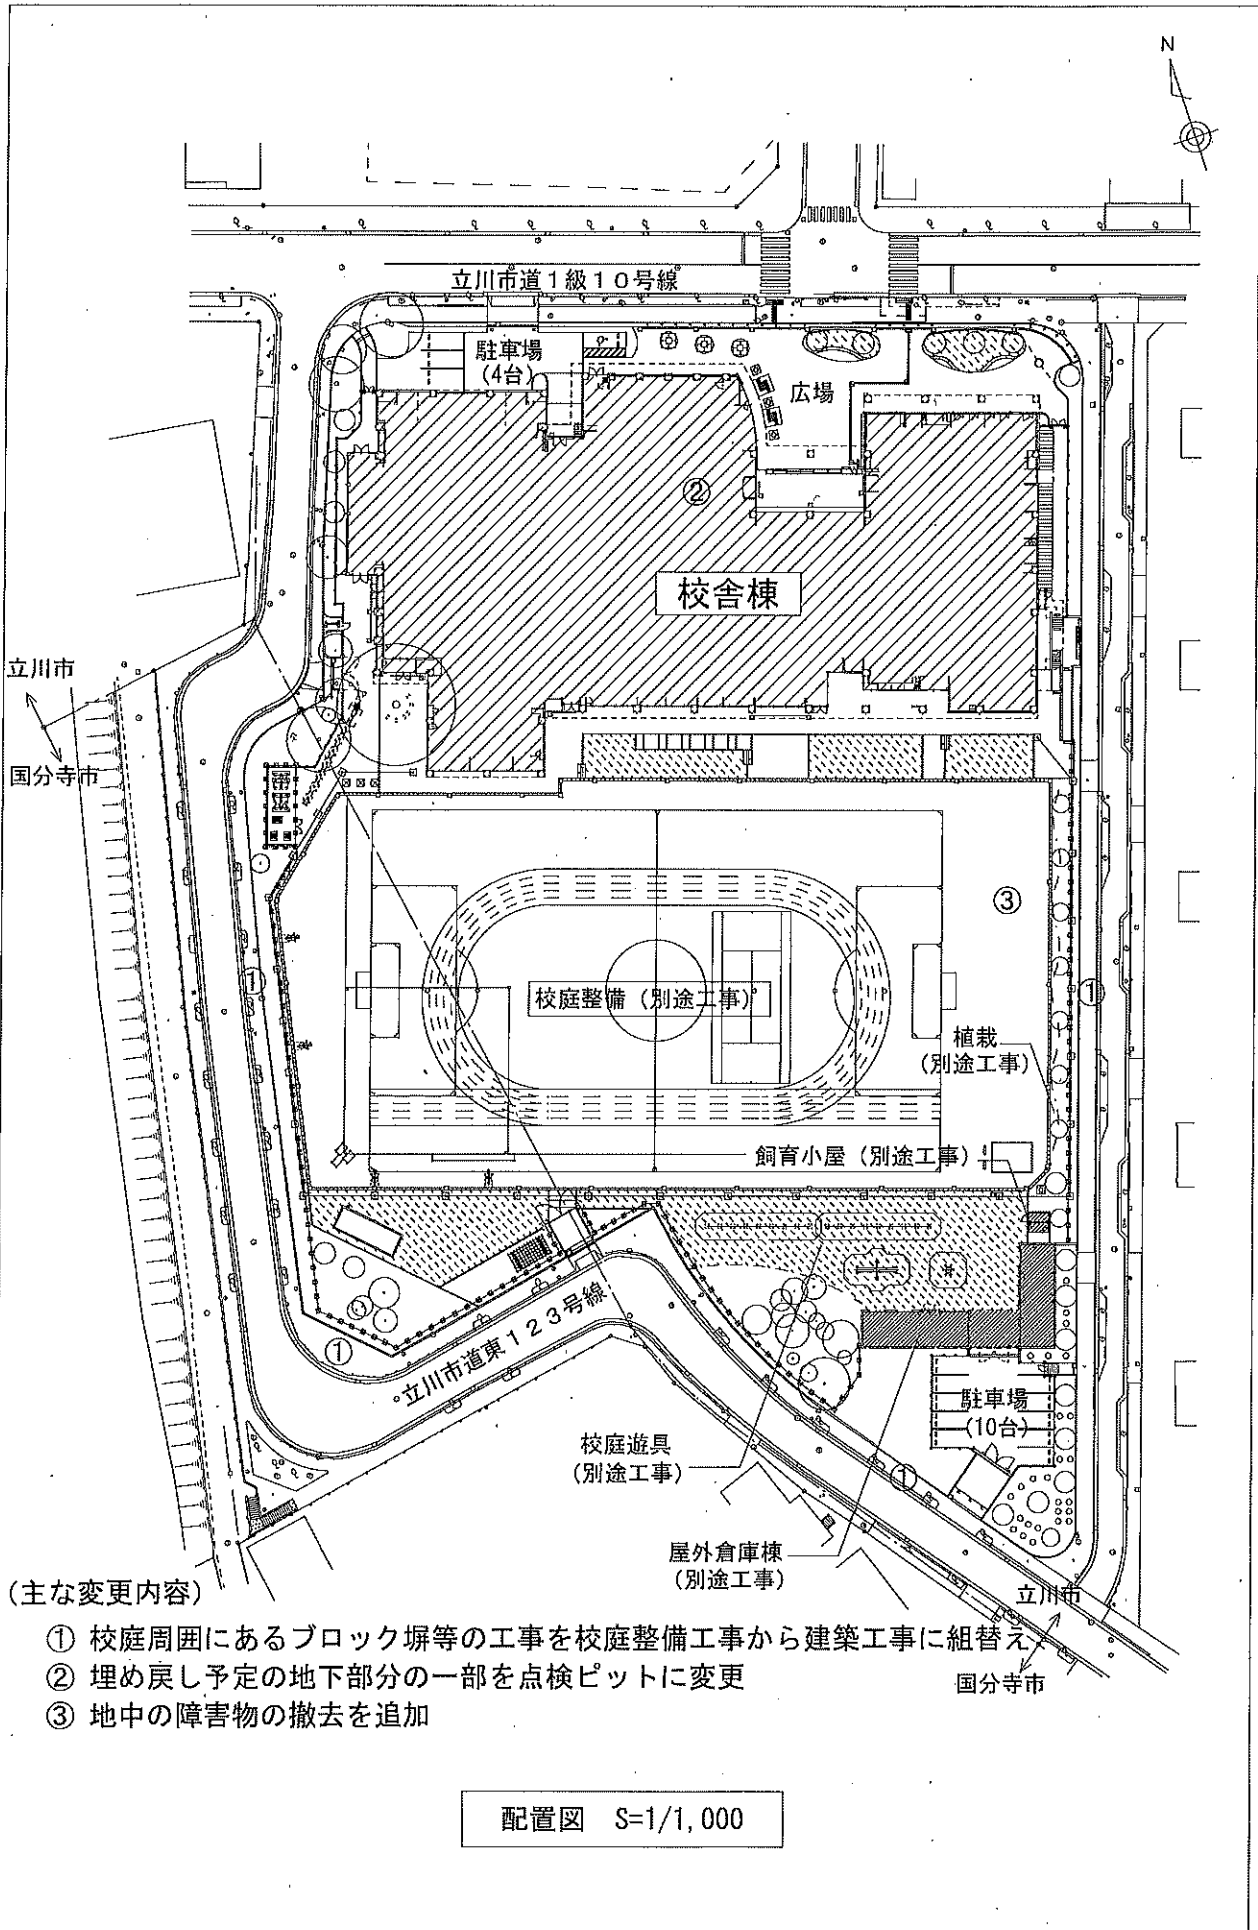 N
立川市道1級10号線
駐車場
(4台)
広場
②
校舎棟
立川市
国分寺市
③
①
校庭整備（別途工事）
①
植栽
(別途工事)
飼育小屋（別途工事）
①
立川市道東123号線
駐車場
(10台)
校庭遊具
(別途工事)
①
屋外倉庫棟
(別途工事)
立川市
国分寺市
(主な変更内容)
① 校庭周囲にあるブロック塀等の工事を校庭整備工事から建築工事に組替え
② 埋め戻し予定の地下部分の一部を点検ピットに変更
③ 地中の障害物の撤去を追加
配置図　S=1/1,000